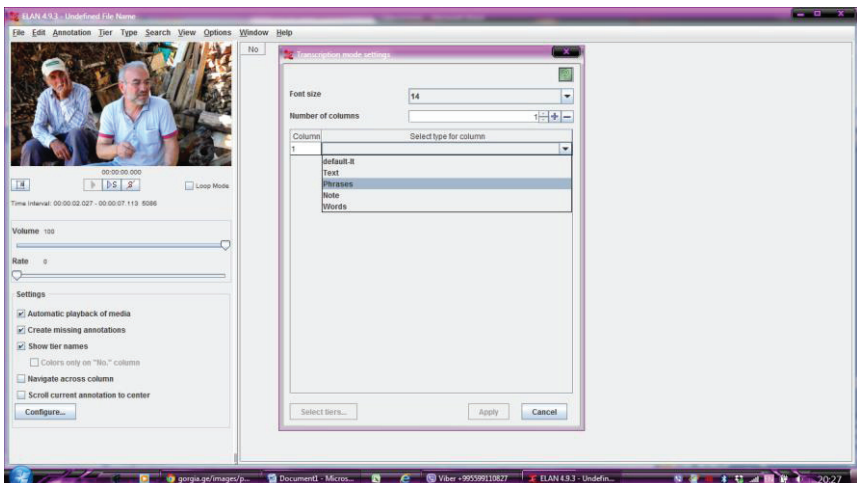 ELAN 4.9.3 - Undefined File Name
File Edit Annotation Tier Type Search View Options Window Help
No
Transcription mode settings
Font size 14
Number of columns 1
Column Select type for column
1
default-lt
Text
Phrases
Note
Words
00:00:00.000
Loop Mode
Time Interval: 00:00:02.027 - 00:00:07.113 5086
Volume 100
Rate 0
Settings
Automatic playback of media
Create missing annotations
Show tier names
Colors only on "No." column
Navigate across column
Scroll current annotation to center
Configure...
Select tiers... Apply Cancel
gorgia.ge/images/p... Document1 - Micros... Viber +995599110827 ELAN 4.9.3 - Undefin... 20:27